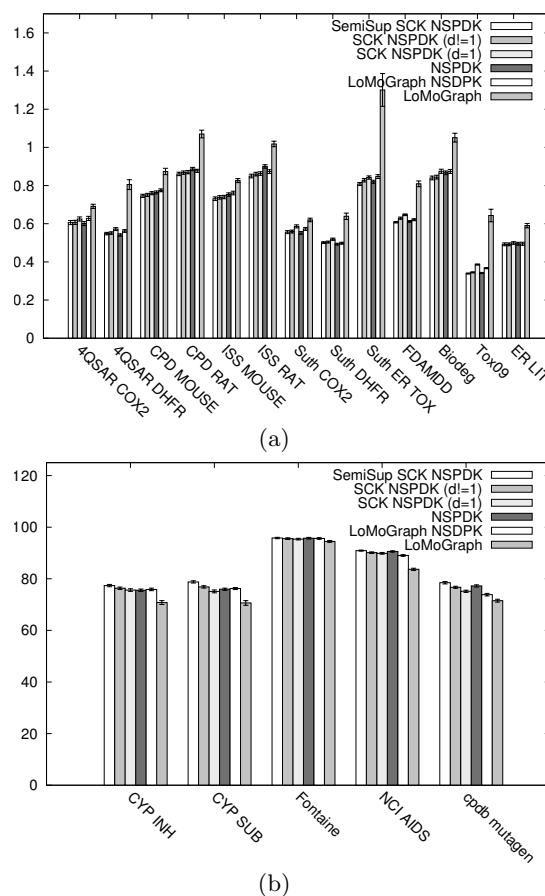 1.6
1.4
1.2
1
0.8
0.6
0.4
0.2
0
SemiSup SCK NSPDK
SCK NSPDK (d!=1)
SCK NSPDK (d=1)
NSPDK
LoMoGraph NSDPK
LoMoGraph
4QSAR COX2
4QSAR DHFR
CPD MOUSE
CPD RAT
ISS MOUSE
ISS RAT
Suth COX2
Suth DHFR
Suth ER TOX
FDAMDD
Biodeg
Tox09
ER LIT
(a)
120
100
80
60
40
20
0
SemiSup SCK NSPDK
SCK NSPDK (d!=1)
SCK NSPDK (d=1)
NSPDK
LoMoGraph NSDPK
LoMoGraph
CYP INH
CYP SUB
Fontaine
NCI AIDS
cpdb mutagen
(b)